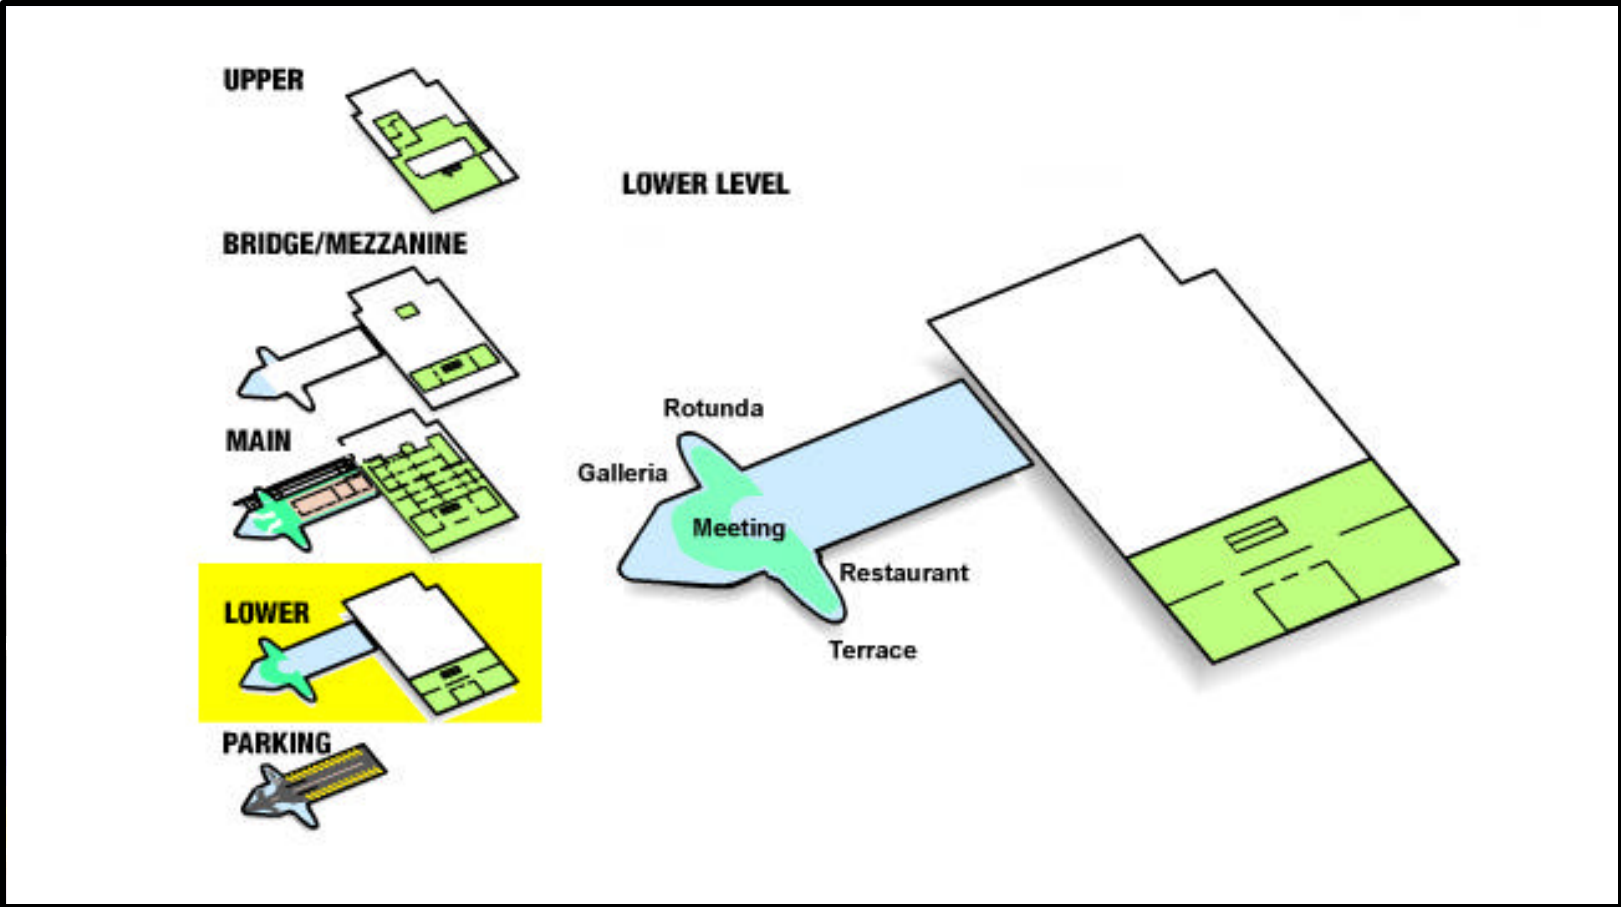 UPPER
BRIDGE/MEZZANINE
MAIN
LOWER
PARKING
LOWER LEVEL
Rotunda
Galleria
Meeting
Restaurant
Terrace